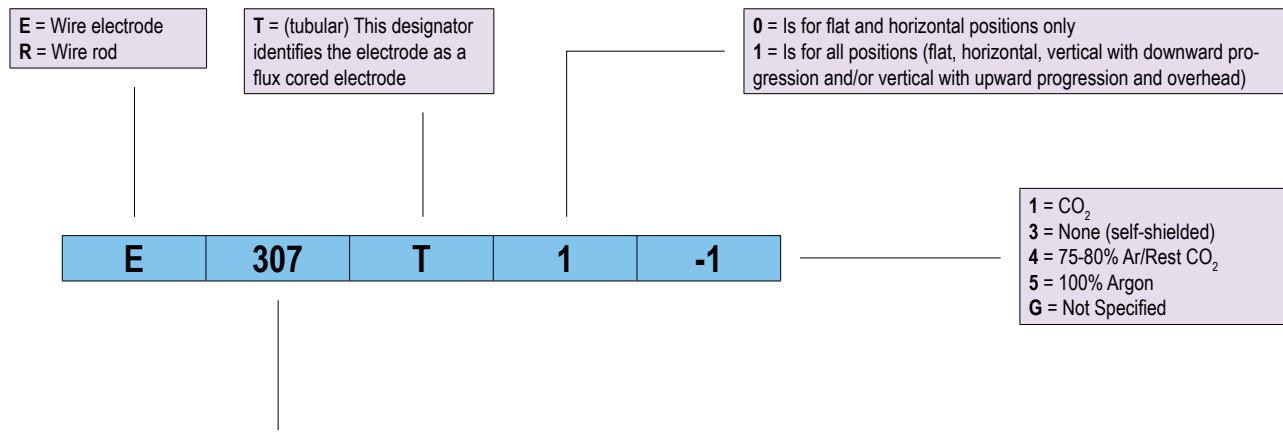 E = Wire electrode
R = Wire rod
T = (tubular) This designator
identifies the electrode as a
flux cored electrode
0 = Is for flat and horizontal positions only
1 = Is for all positions (flat, horizontal, vertical with downward pro-
gression and/or vertical with upward progression and overhead)
E 307 T 1 -1
1 = CO₂
3 = None (self-shielded)
4 = 75-80% Ar/Rest CO₂
5 = 100% Argon
G = Not Specified